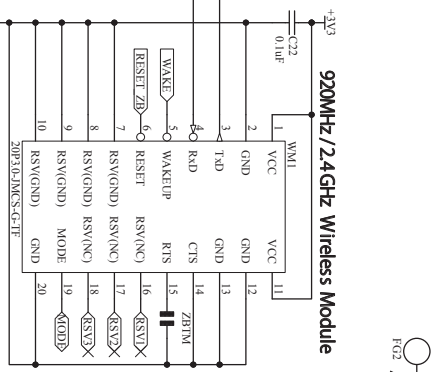 920MHz/2.4GHz Wireless Module
+3V3
C22
0.1uF
FG2
WM1
1 VCC VCC 11
2 GND GND 12
3 TxD GND 13
4 RxD CTS 14
WAKE 5 WAKEUP RTS 15 ZBTM
RESET_ZB 6 RESET RSV(NC) 16 RSV1
7 RSV(GND) RSV(NC) 17 RSV2
8 RSV(GND) RSV(NC) 18 RSV3
9 RSV(GND) MODE 19 MODE
10 RSV(GND) GND 20
20P3.0-JMCS-G-TF